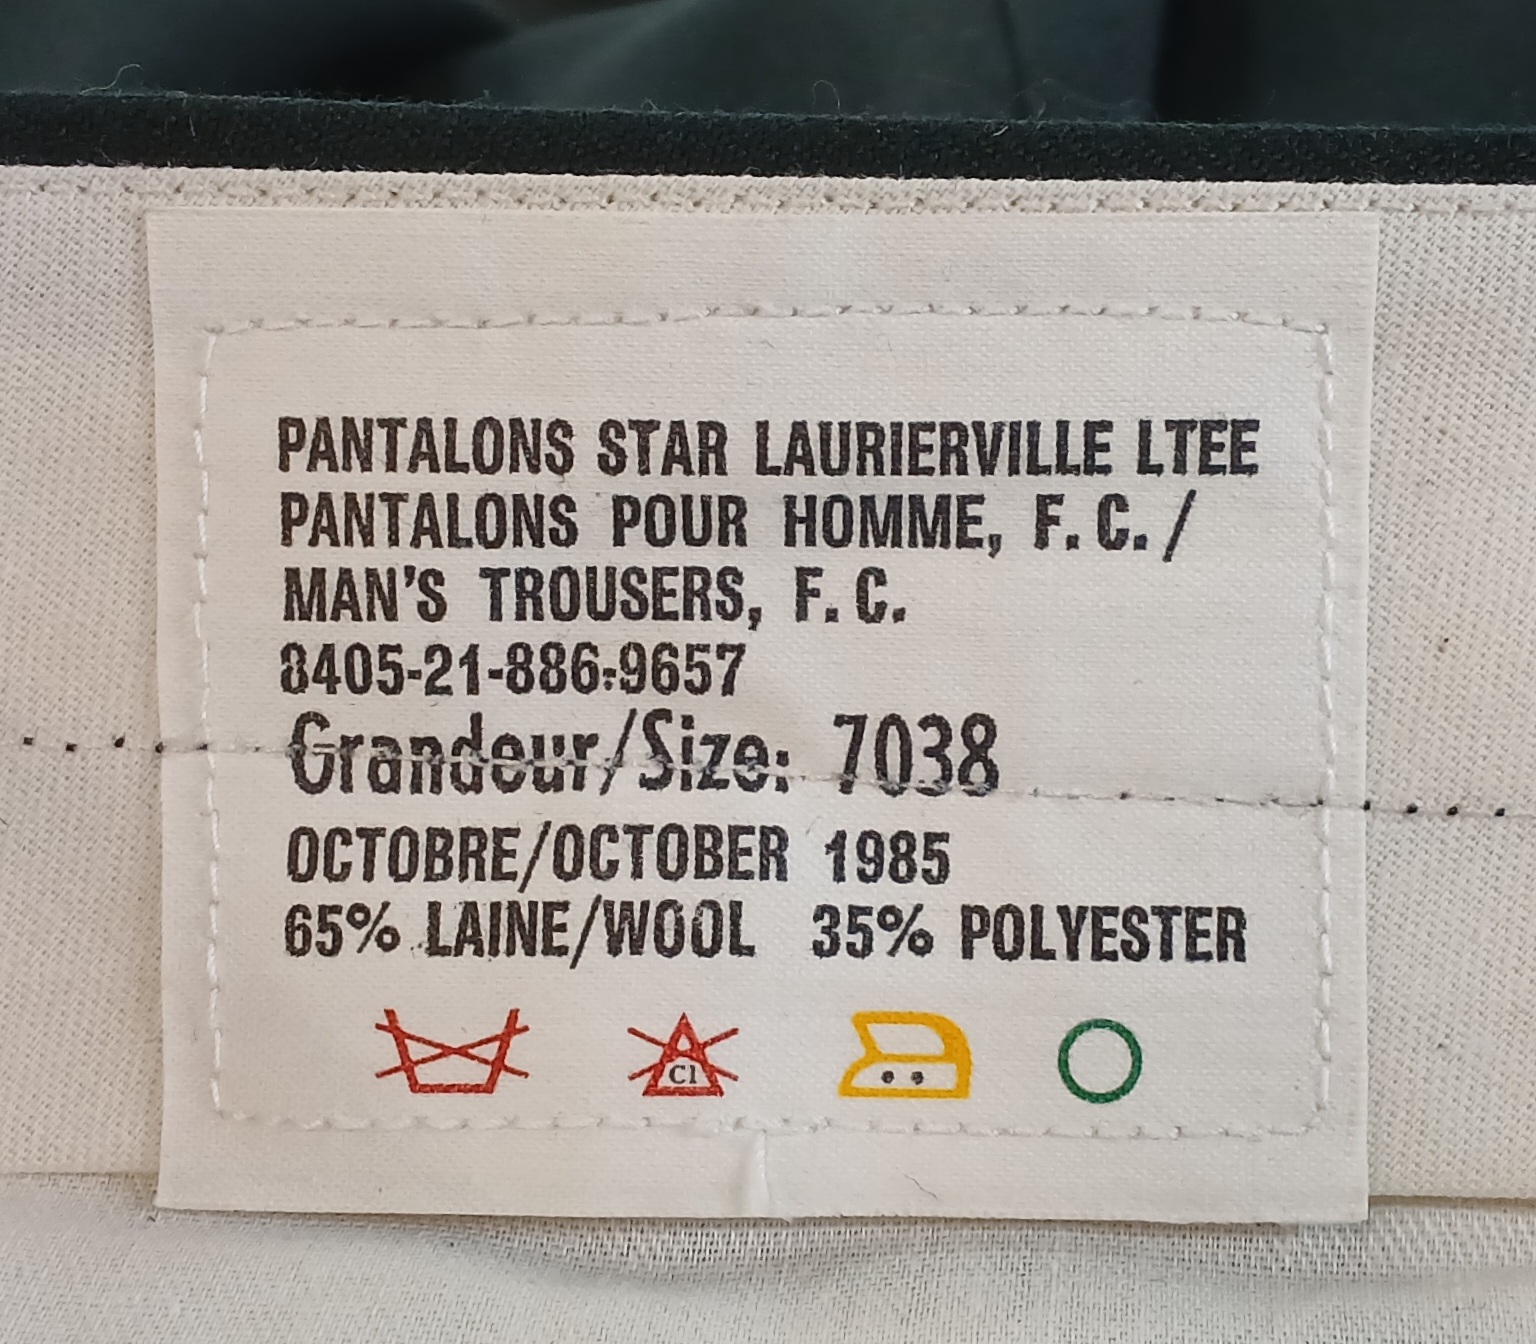 PANTALONS STAR LAURIERVILLE LTEE
PANTALONS POUR HOMME, F. C. /
MAN'S TROUSERS, F. C.
8405-21-886-9657
Grandeur/Size: 7038
OCTOBRE/OCTOBER 1985
65% LAINE/WOOL 35% POLYESTER
Cl